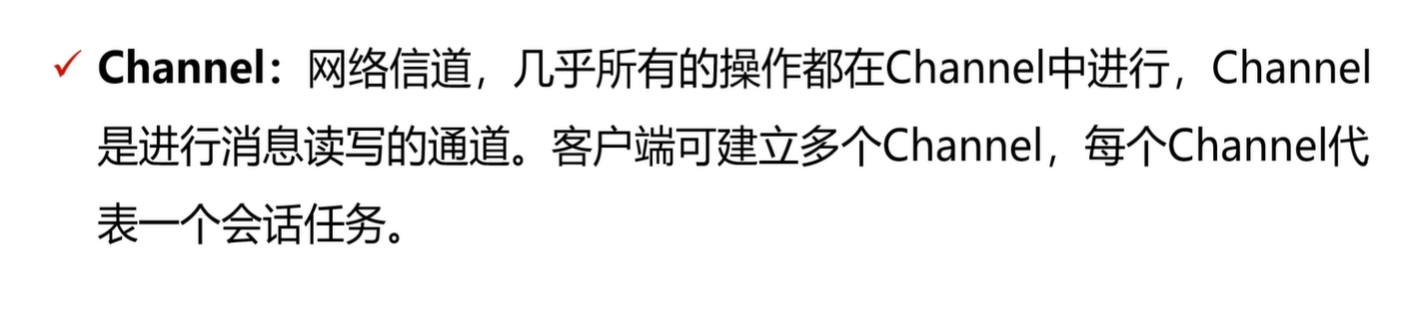 ✓ Channel：网络信道，几乎所有的操作都在Channel中进行，Channel
是进行消息读写的通道。客户端可建立多个Channel，每个Channel代
表一个会话任务。